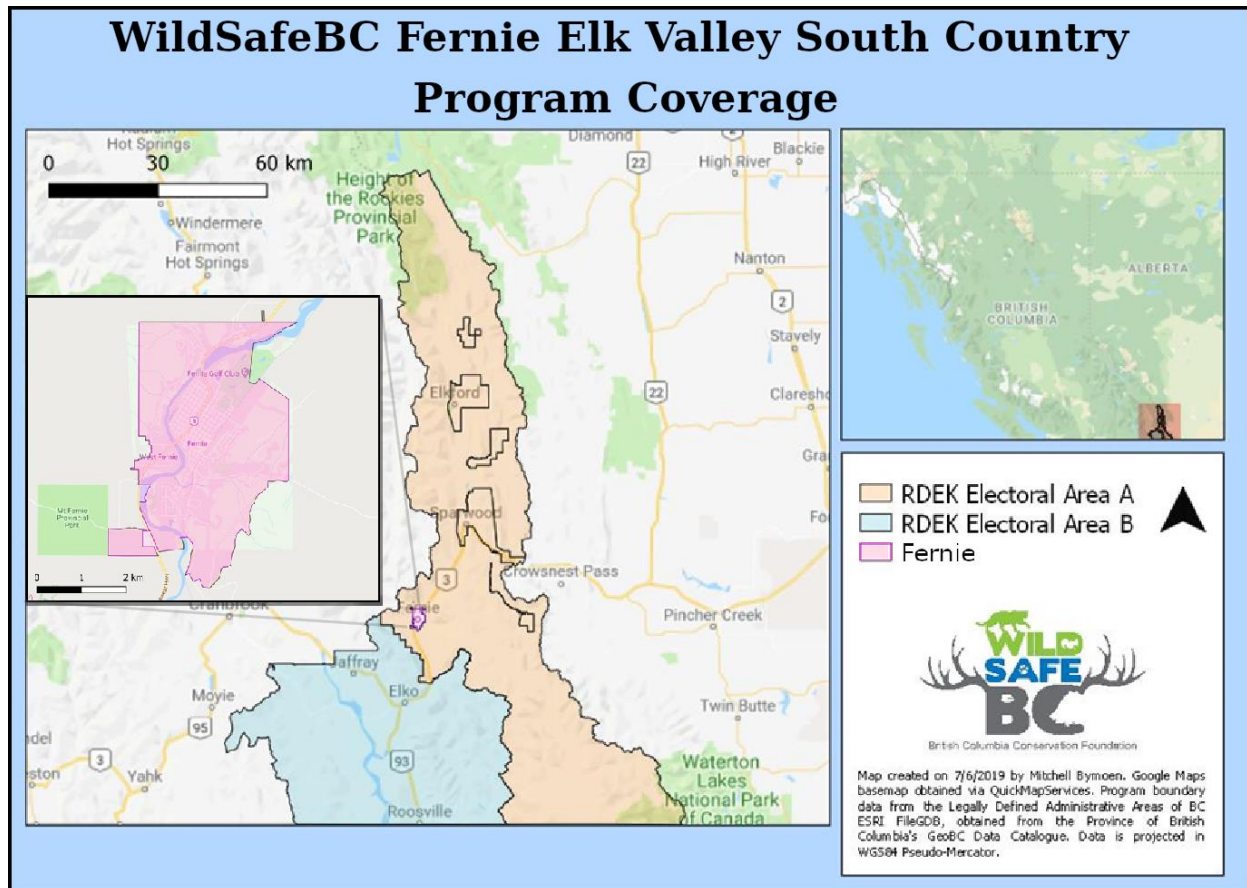 WildSafeBC Fernie Elk Valley South Country
Program Coverage
Hot Springs
0 30 60 km
Height of
the Rockies
Provincial
Park
Windermere
Fairmont
Hot Springs
Diamond
22
High River
Blackie
2
Nanton
Stavely
22
Elkford
Sparwood
3
Crowsnest Pass
Pincher Creek
Fernie Golf Club
3
Fernie
West Fernie
Mt Fernie
Provincial
Park
0 1 2 km
Cranbrook
Fernie
Jaffray
Elko
Moyie
95
93
3
Yahk
Roosville
Twin Butte
Waterton
Lakes
National Park
of Canada
ALBERTA
BRITISH
COLUMBIA
RDEK Electoral Area A
RDEK Electoral Area B
Fernie
WILD
SAFE
BC
British Columbia Conservation Foundation
Map created on 7/6/2019 by Mitchell Bymoen. Google Maps
basemap obtained via QuickMapServices. Program boundary
data from the Legally Defined Administrative Areas of BC
ESRI FileGDB, obtained from the Province of British
Columbia's GeoBC Data Catalogue. Data is projected in
WGS84 Pseudo-Mercator.